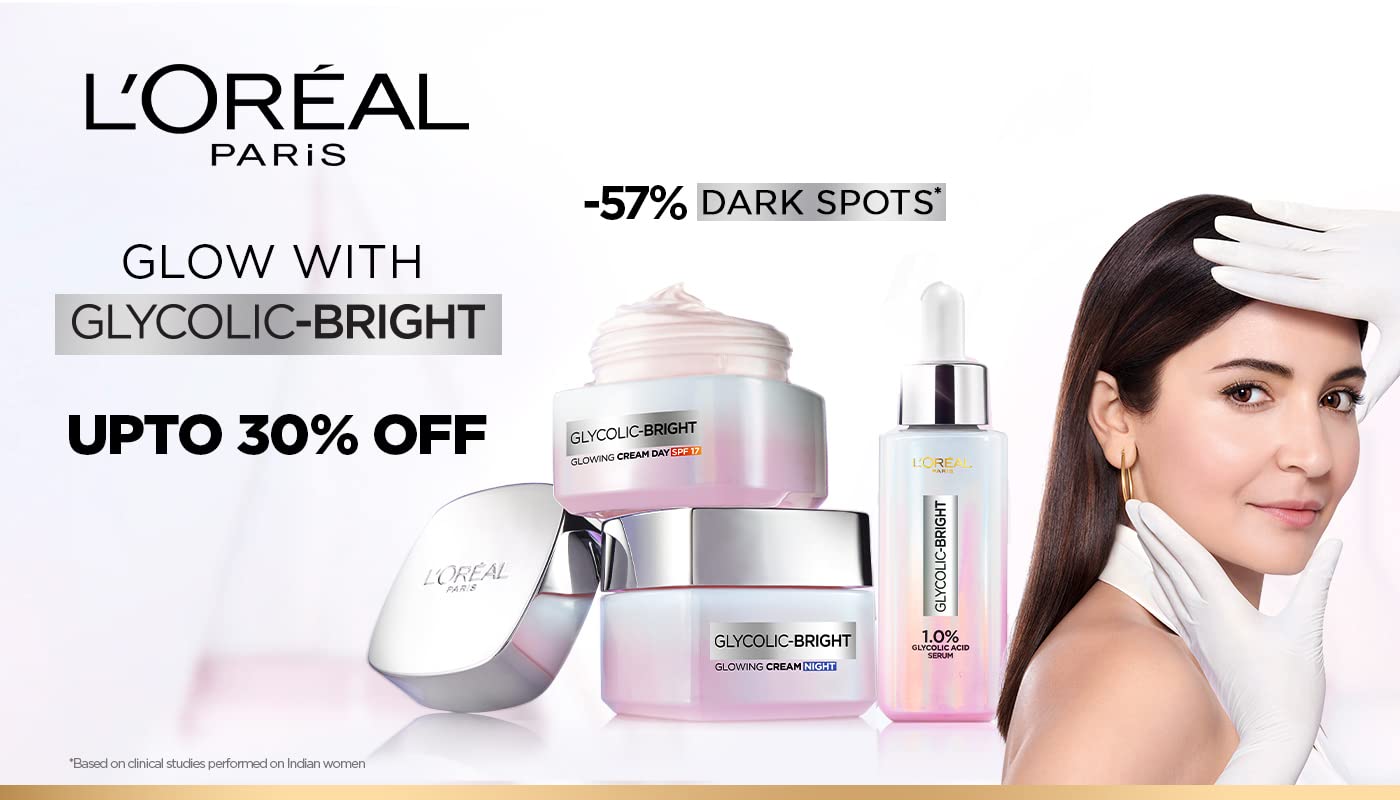 L'ORÉAL
PARiS
GLOW WITH
GLYCOLIC-BRIGHT
UPTO 30% OFF
-57% DARK SPOTS*
GLYCOLIC-BRIGHT
GLOWING CREAM DAY SPF 17
L'ORÉAL
PARiS
GLYCOLIC-BRIGHT
GLOWING CREAM NIGHT
L'ORÉAL
PARiS
GLYCOLIC-BRIGHT
1.0%
GLYCOLIC ACID
SERUM
*Based on clinical studies performed on Indian women